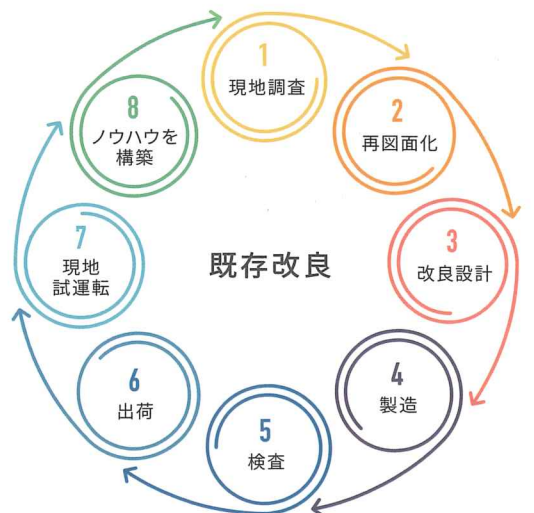 1
現地調査
2
再図面化
3
改良設計
4
製造
5
検査
6
出荷
7
現地
試運転
8
ノウハウを
構築
既存改良